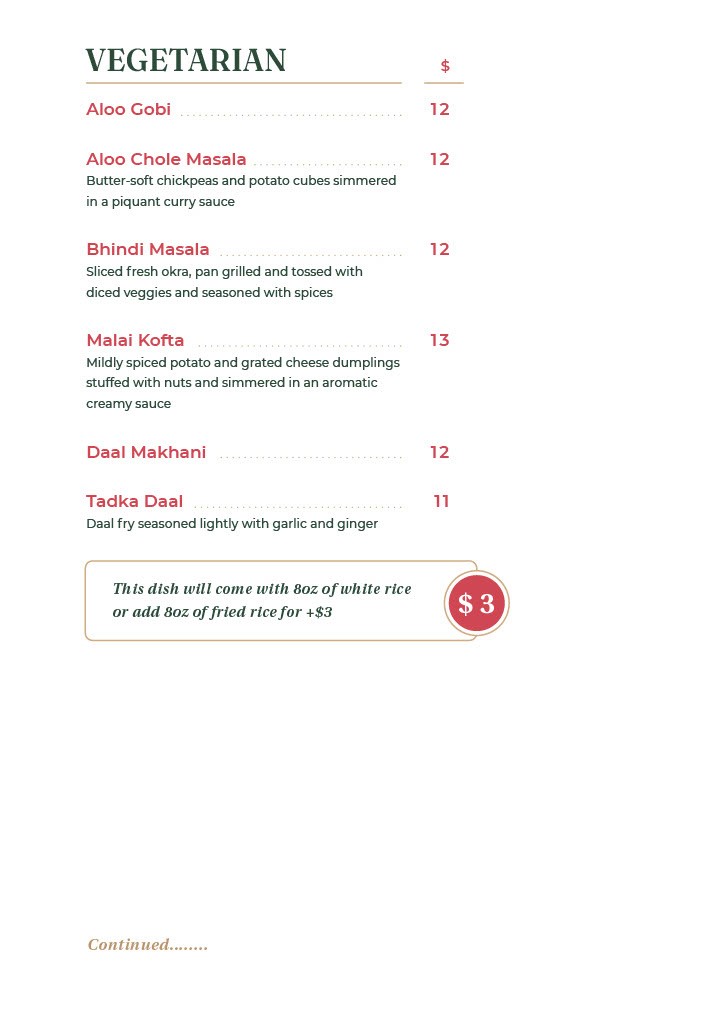 VEGETARIAN $
Aloo Gobi ........................................ 12
Aloo Chole Masala ........................... 12
Butter-soft chickpeas and potato cubes simmered
in a piquant curry sauce
Bhindi Masala ................................. 12
Sliced fresh okra, pan grilled and tossed with
diced veggies and seasoned with spices
Malai Kofta ..................................... 13
Mildly spiced potato and grated cheese dumplings
stuffed with nuts and simmered in an aromatic
creamy sauce
Daal Makhani ................................. 12
Tadka Daal ...................................... 11
Daal fry seasoned lightly with garlic and ginger
This dish will come with 8oz of white rice
or add 8oz of fried rice for +$3
$ 3
Continued........